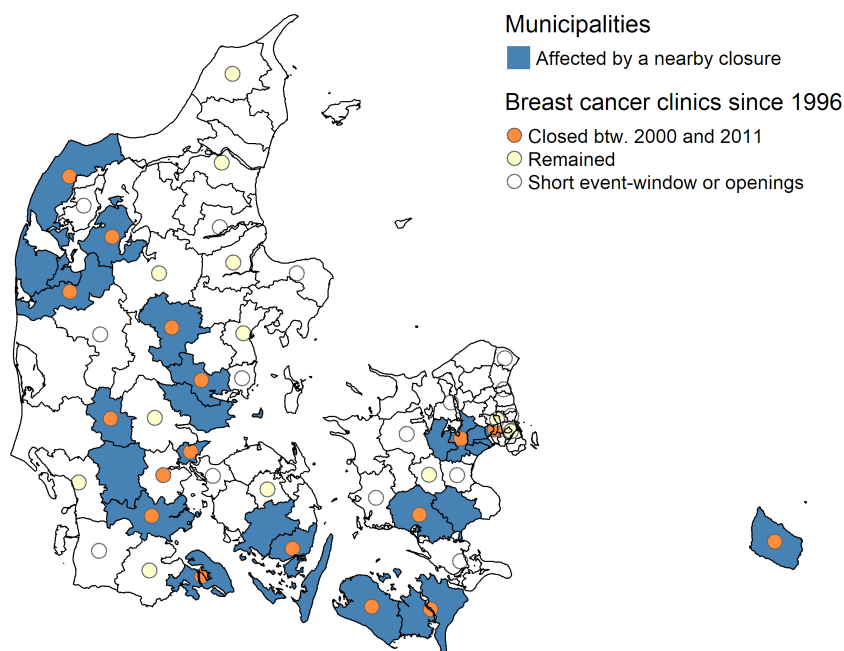 Municipalities
Affected by a nearby closure
Breast cancer clinics since 1996
Closed btw. 2000 and 2011
Remained
Short event-window or openings